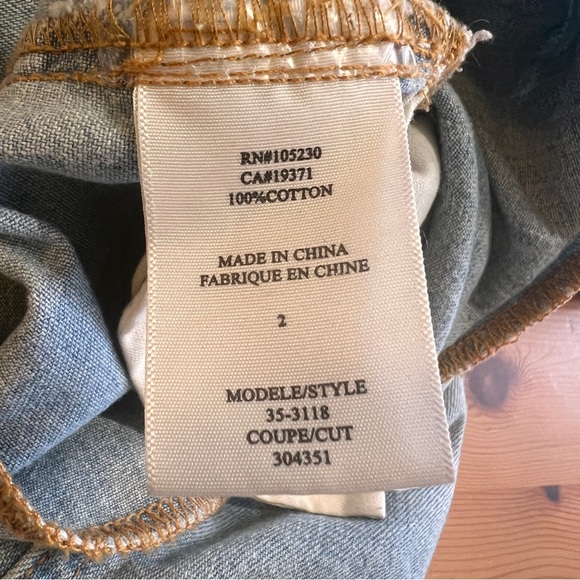 RN#105230
CA#19371
100%COTTON
MADE IN CHINA
FABRIQUE EN CHINE
2
MODELE/STYLE
35-3118
COUPE/CUT
304351